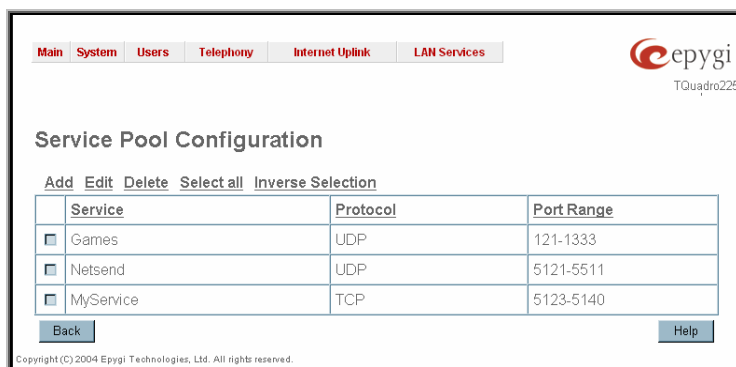 Main System Users Telephony Internet Uplink LAN Services
epygi
TQuadro225
Service Pool Configuration
Add Edit Delete Select all Inverse Selection
Service Protocol Port Range
Games UDP 121-1333
Netsend UDP 5121-5511
MyService TCP 5123-5140
Back Help
Copyright (C) 2004 Epygi Technologies, Ltd. All rights reserved.